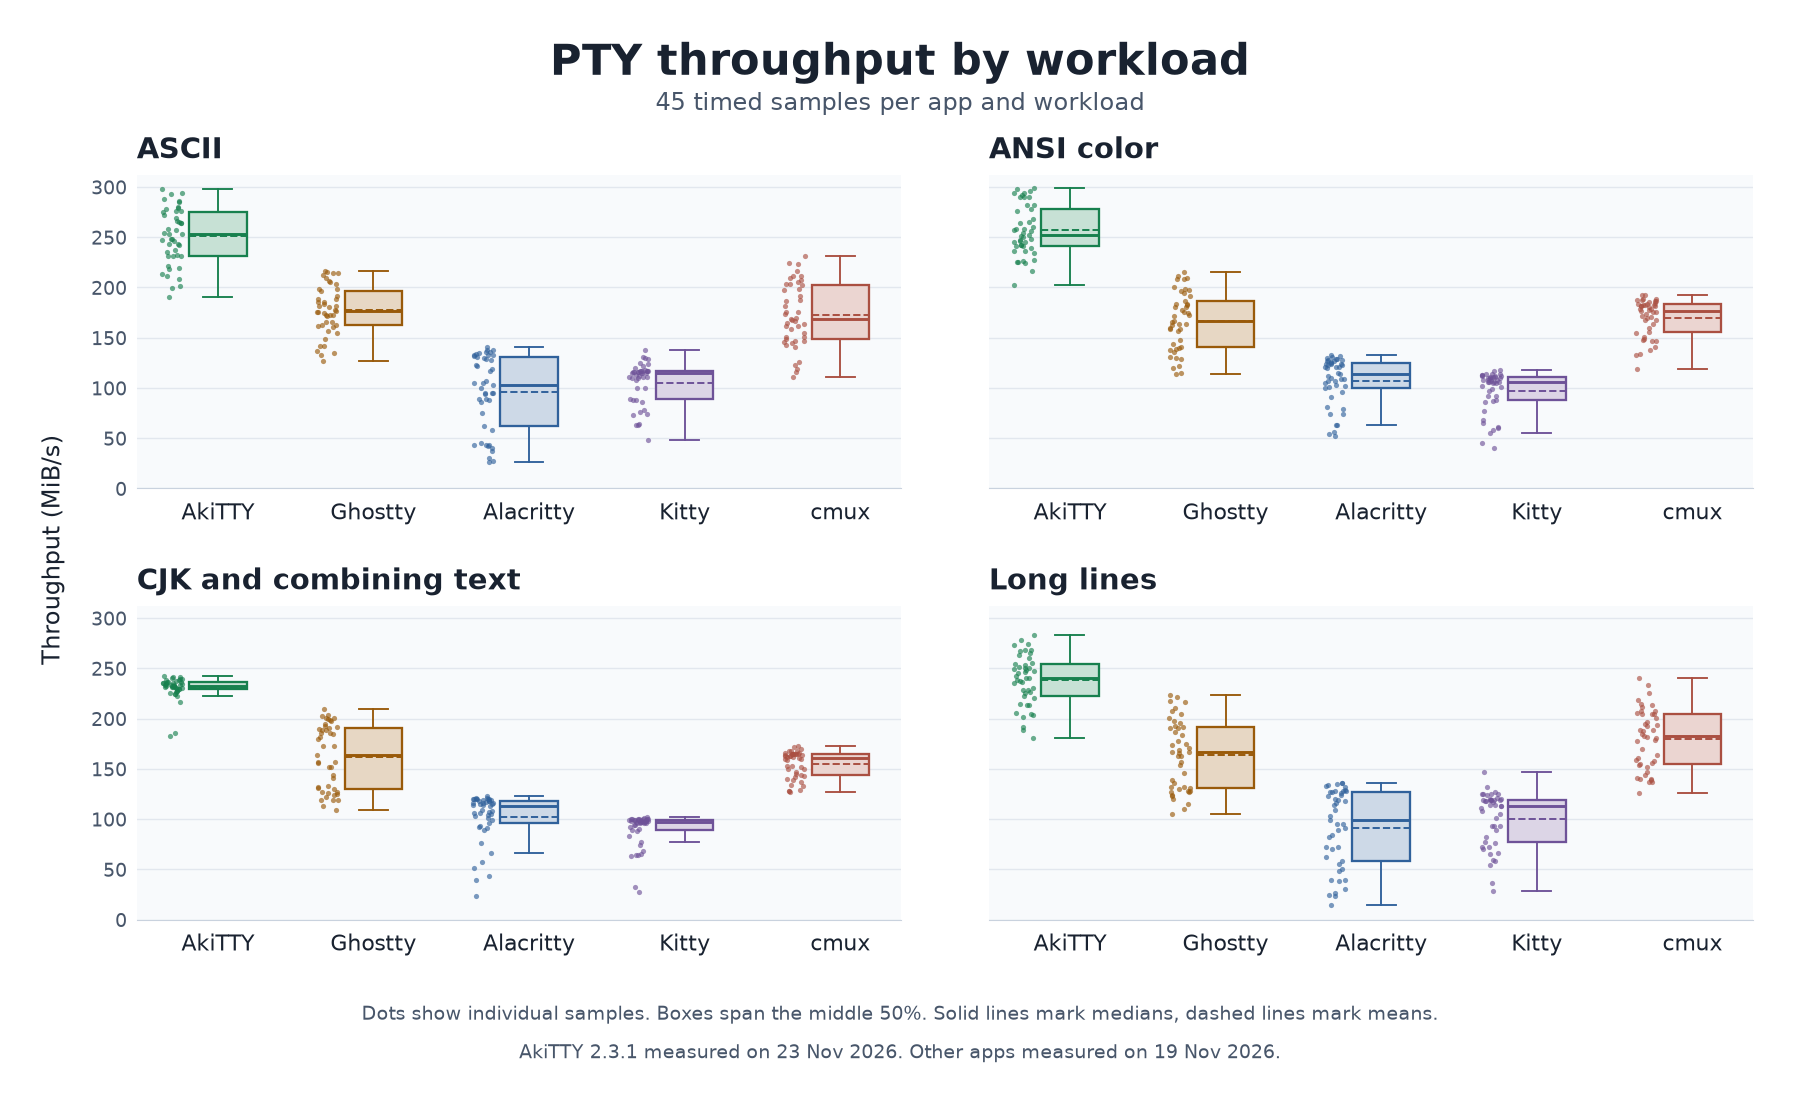 PTY throughput by workload
45 timed samples per app and workload
ASCII
ANSI color
300
250
200
150
100
50
0
AkiTTY Ghostty Alacritty Kitty cmux
AkiTTY Ghostty Alacritty Kitty cmux
Throughput (MiB/s)
CJK and combining text
Long lines
300
250
200
150
100
50
0
AkiTTY Ghostty Alacritty Kitty cmux
AkiTTY Ghostty Alacritty Kitty cmux
Dots show individual samples. Boxes span the middle 50%. Solid lines mark medians, dashed lines mark means.
AkiTTY 2.3.1 measured on 23 Nov 2026. Other apps measured on 19 Nov 2026.